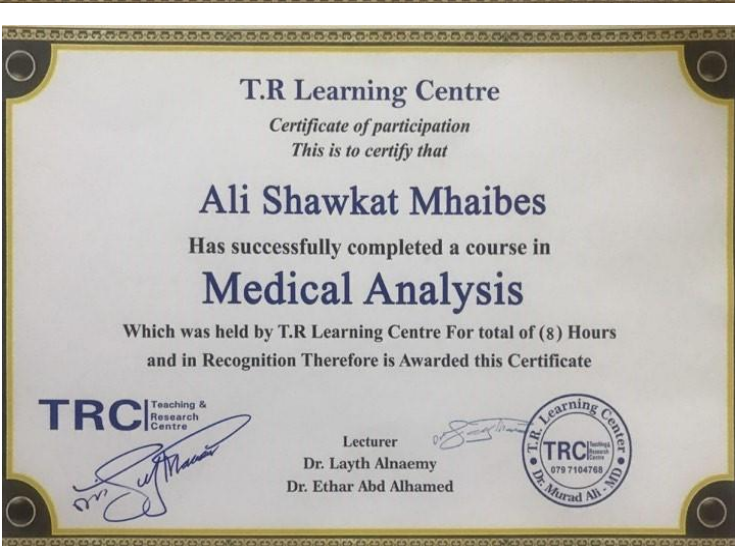 T.R Learning Centre
Certificate of participation
This is to certify that
Ali Shawkat Mhaibes
Has successfully completed a course in
Medical Analysis
Which was held by T.R Learning Centre For total of (8) Hours
and in Recognition Therefore is Awarded this Certificate
TRC Teaching &
Research
Centre
Lecturer
Dr. Layth Alnaemy
Dr. Ethar Abd Alhamed
T.R. Learning Center
TRC Teaching &
Research
Centre
079 7104768
Dr. Murad Ali - MD